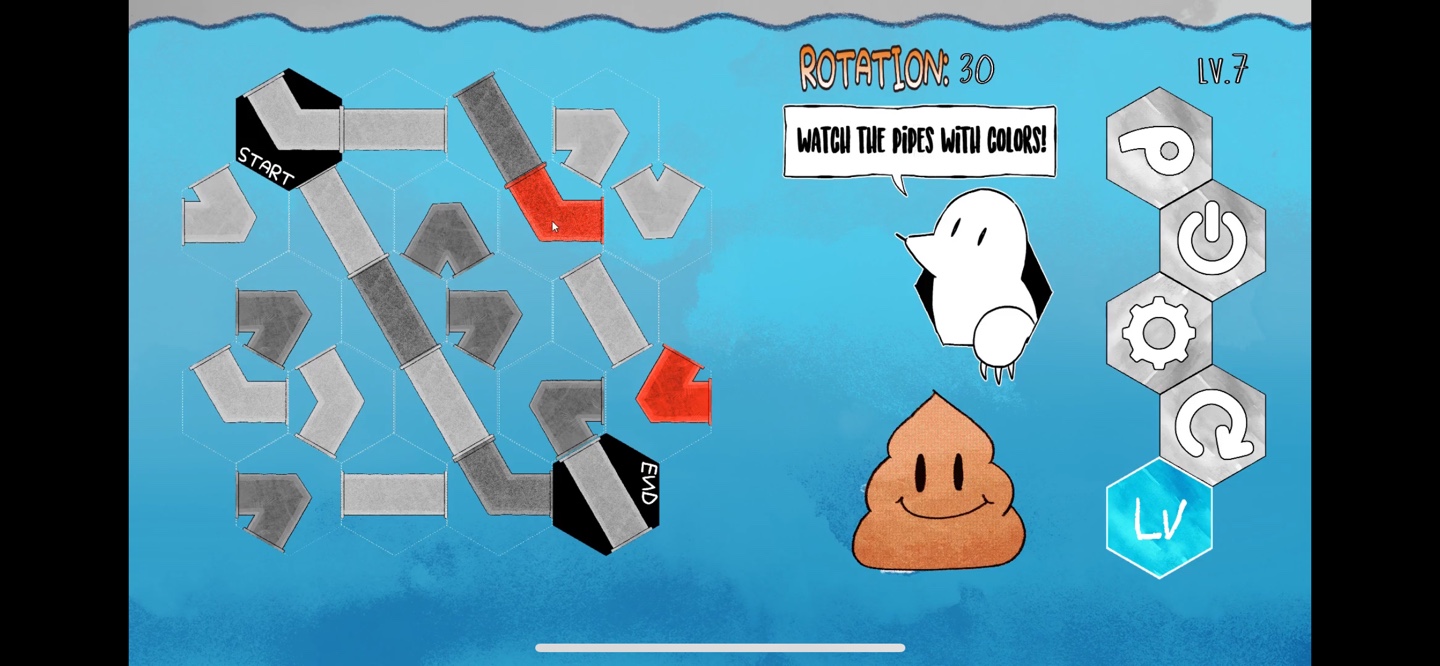 ROTATION: 30
LV.7
WATCH THE PiPES WiTH COLORS!
START
END
LV